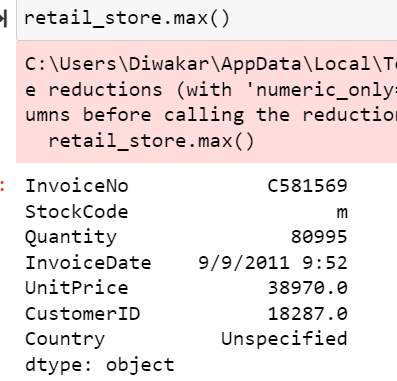 retail_store.max()
C:\Users\Diwakar\AppData\Local\Te
e reductions (with 'numeric_only=
umns before calling the reduction
retail_store.max()
: InvoiceNo C581569
StockCode m
Quantity 80995
InvoiceDate 9/9/2011 9:52
UnitPrice 38970.0
CustomerID 18287.0
Country Unspecified
dtype: object